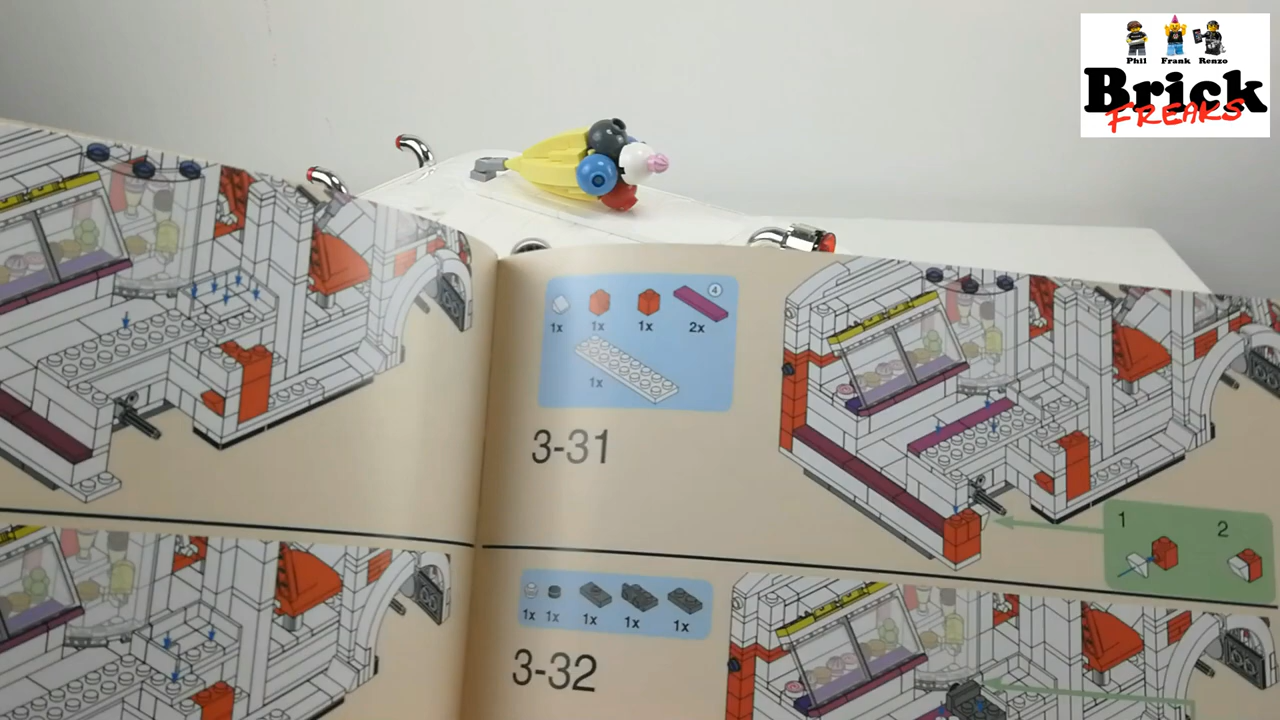 Phil Frank Renzo
Brick
FREAKS
4
1x 1x 1x 2x
1x
3-31
1 2
1x 1x 1x 1x 1x
3-32